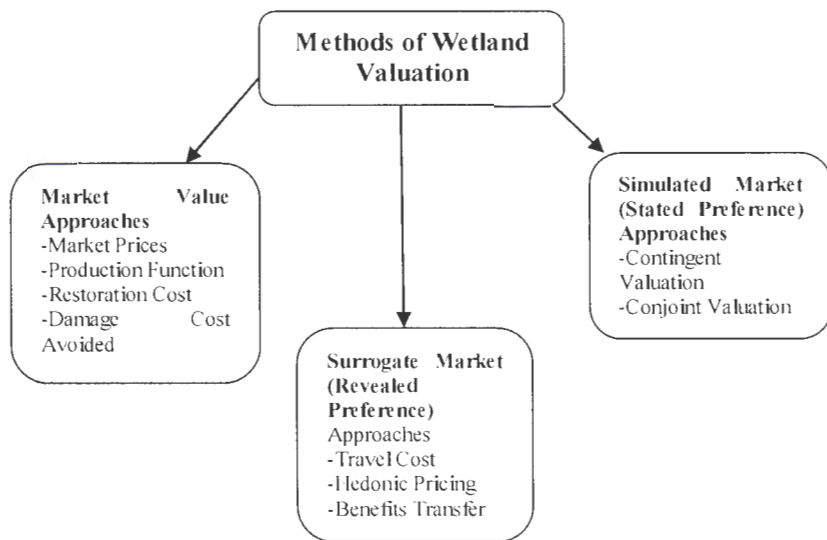 Methods of Wetland
Valuation
Market Value
Approaches
-Market Prices
-Production Function
-Restoration Cost
-Damage Cost
Avoided
Surrogate Market
(Revealed
Preference)
Approaches
-Travel Cost
-Hedonic Pricing
-Benefits Transfer
Simulated Market
(Stated Preference)
Approaches
-Contingent
Valuation
-Conjoint Valuation